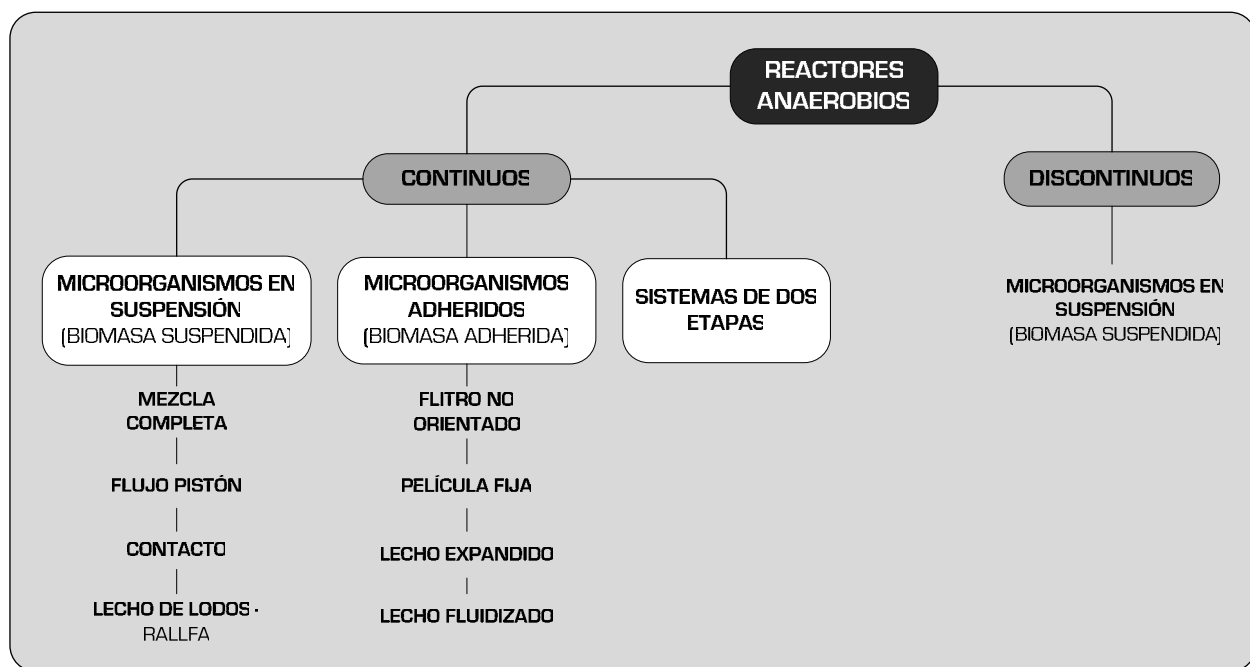 REACTORES
ANAEROBIOS
CONTINUOS
DISCONTINUOS
MICROORGANISMOS EN
SUSPENSIÓN
(BIOMASA SUSPENDIDA)
MICROORGANISMOS
ADHERIDOS
(BIOMASA ADHERIDA)
SISTEMAS DE DOS
ETAPAS
MICROORGANISMOS EN
SUSPENSIÓN
(BIOMASA SUSPENDIDA)
MEZCLA
COMPLETA
FLUJO PISTÓN
CONTACTO
LECHO DE LODOS -
RALLFA
FLITRO NO
ORIENTADO
PELÍCULA FIJA
LECHO EXPANDIDO
LECHO FLUIDIZADO